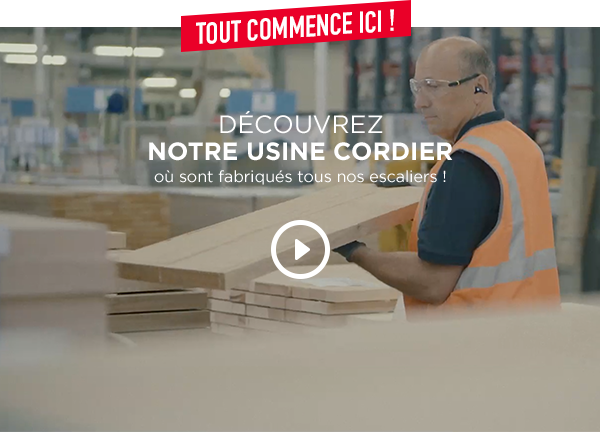 TOUT COMMENCE ICI !
DÉCOUVREZ
NOTRE USINE CORDIER
où sont fabriqués tous nos escaliers !